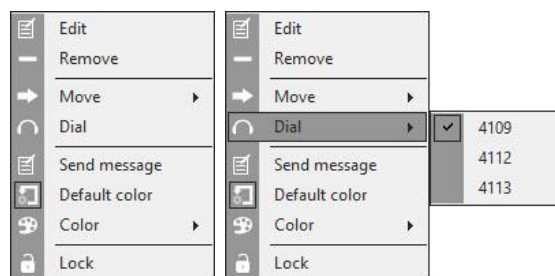 Edit
Remove
Move
Dial
Send message
Default color
Color
Lock
Edit
Remove
Move
Dial
Send message
Default color
Color
Lock
4109
4112
4113